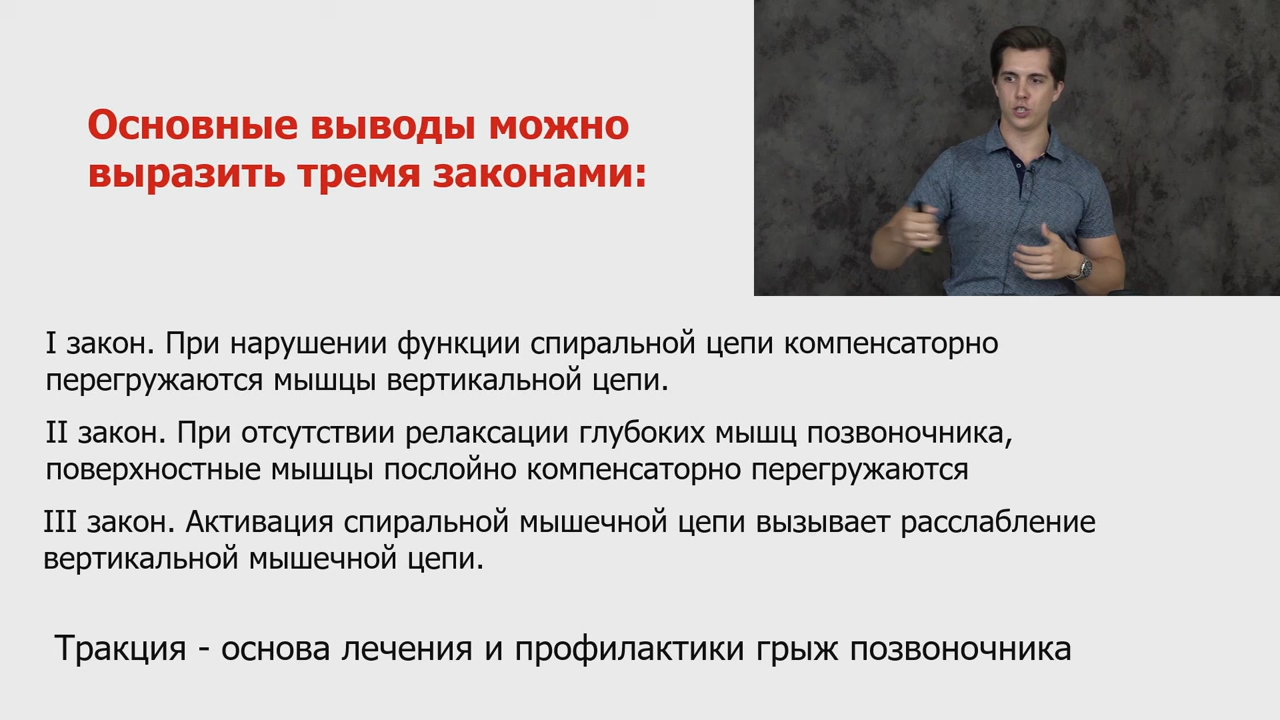 Основные выводы можно
выразить тремя законами:
I закон. При нарушении функции спиральной цепи компенсаторно
перегружаются мышцы вертикальной цепи.
II закон. При отсутствии релаксации глубоких мышц позвоночника,
поверхностные мышцы послойно компенсаторно перегружаются
III закон. Активация спиральной мышечной цепи вызывает расслабление
вертикальной мышечной цепи.
Тракция - основа лечения и профилактики грыж позвоночника